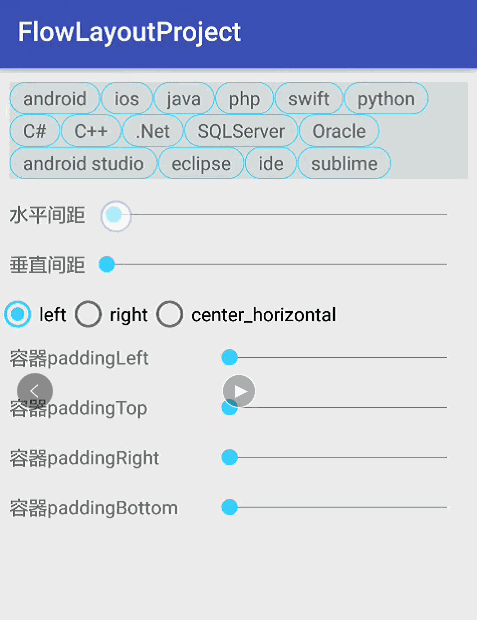 FlowLayoutProject
android ios java php swift python
C# C++ .Net SQLServer Oracle
android studio eclipse ide sublime
水平间距
垂直间距
left right center_horizontal
容器paddingLeft
容器paddingTop
容器paddingRight
容器paddingBottom